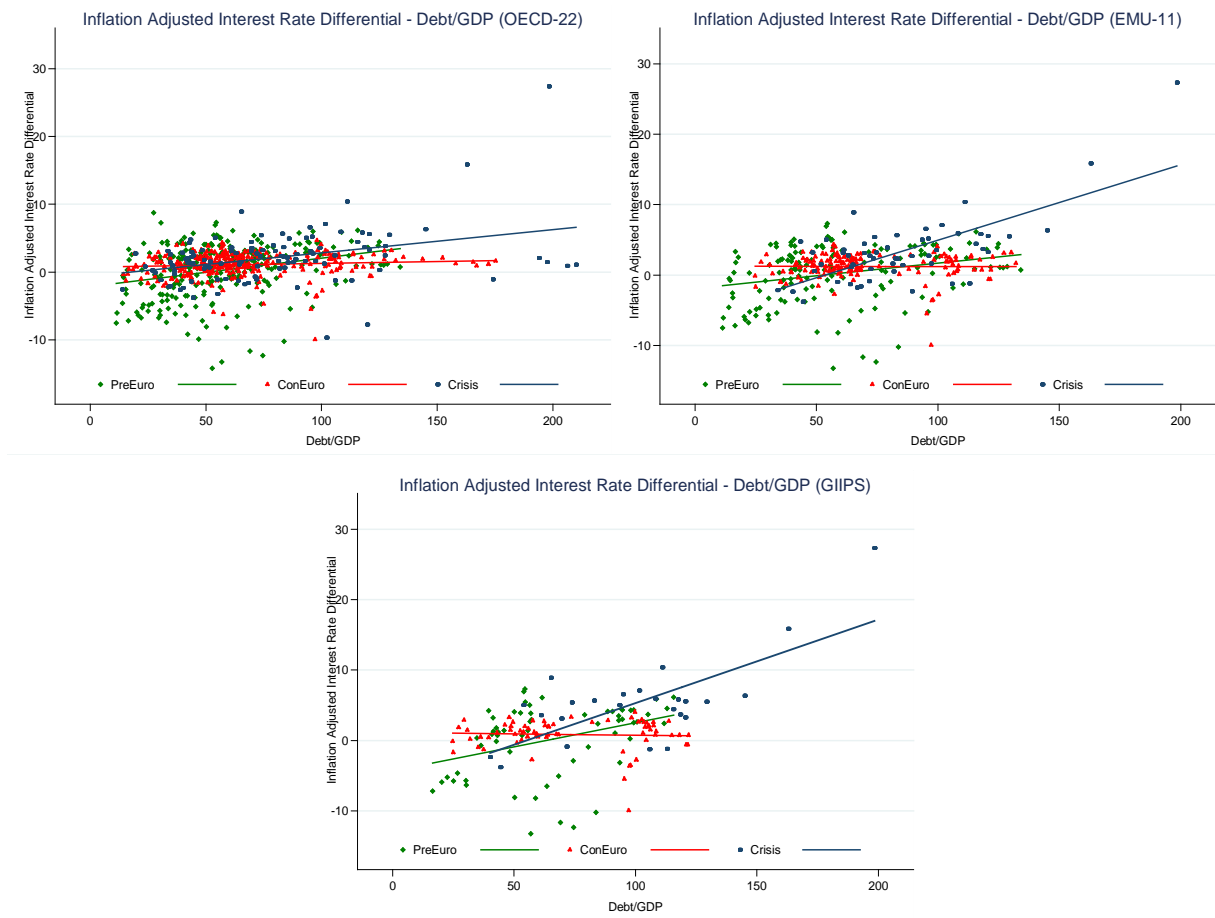 Inflation Adjusted Interest Rate Differential - Debt/GDP (OECD-22)
Inflation Adjusted Interest Rate Differential
30
20
10
0
-10
PreEuro ConEuro Crisis
0 50 100 150 200
Debt/GDP
Inflation Adjusted Interest Rate Differential - Debt/GDP (EMU-11)
Inflation Adjusted Interest Rate Differential
30
20
10
0
-10
PreEuro ConEuro Crisis
0 50 100 150 200
Debt/GDP
Inflation Adjusted Interest Rate Differential - Debt/GDP (GIIPS)
Inflation Adjusted Interest Rate Differential
30
20
10
0
-10
PreEuro ConEuro Crisis
0 50 100 150 200
Debt/GDP